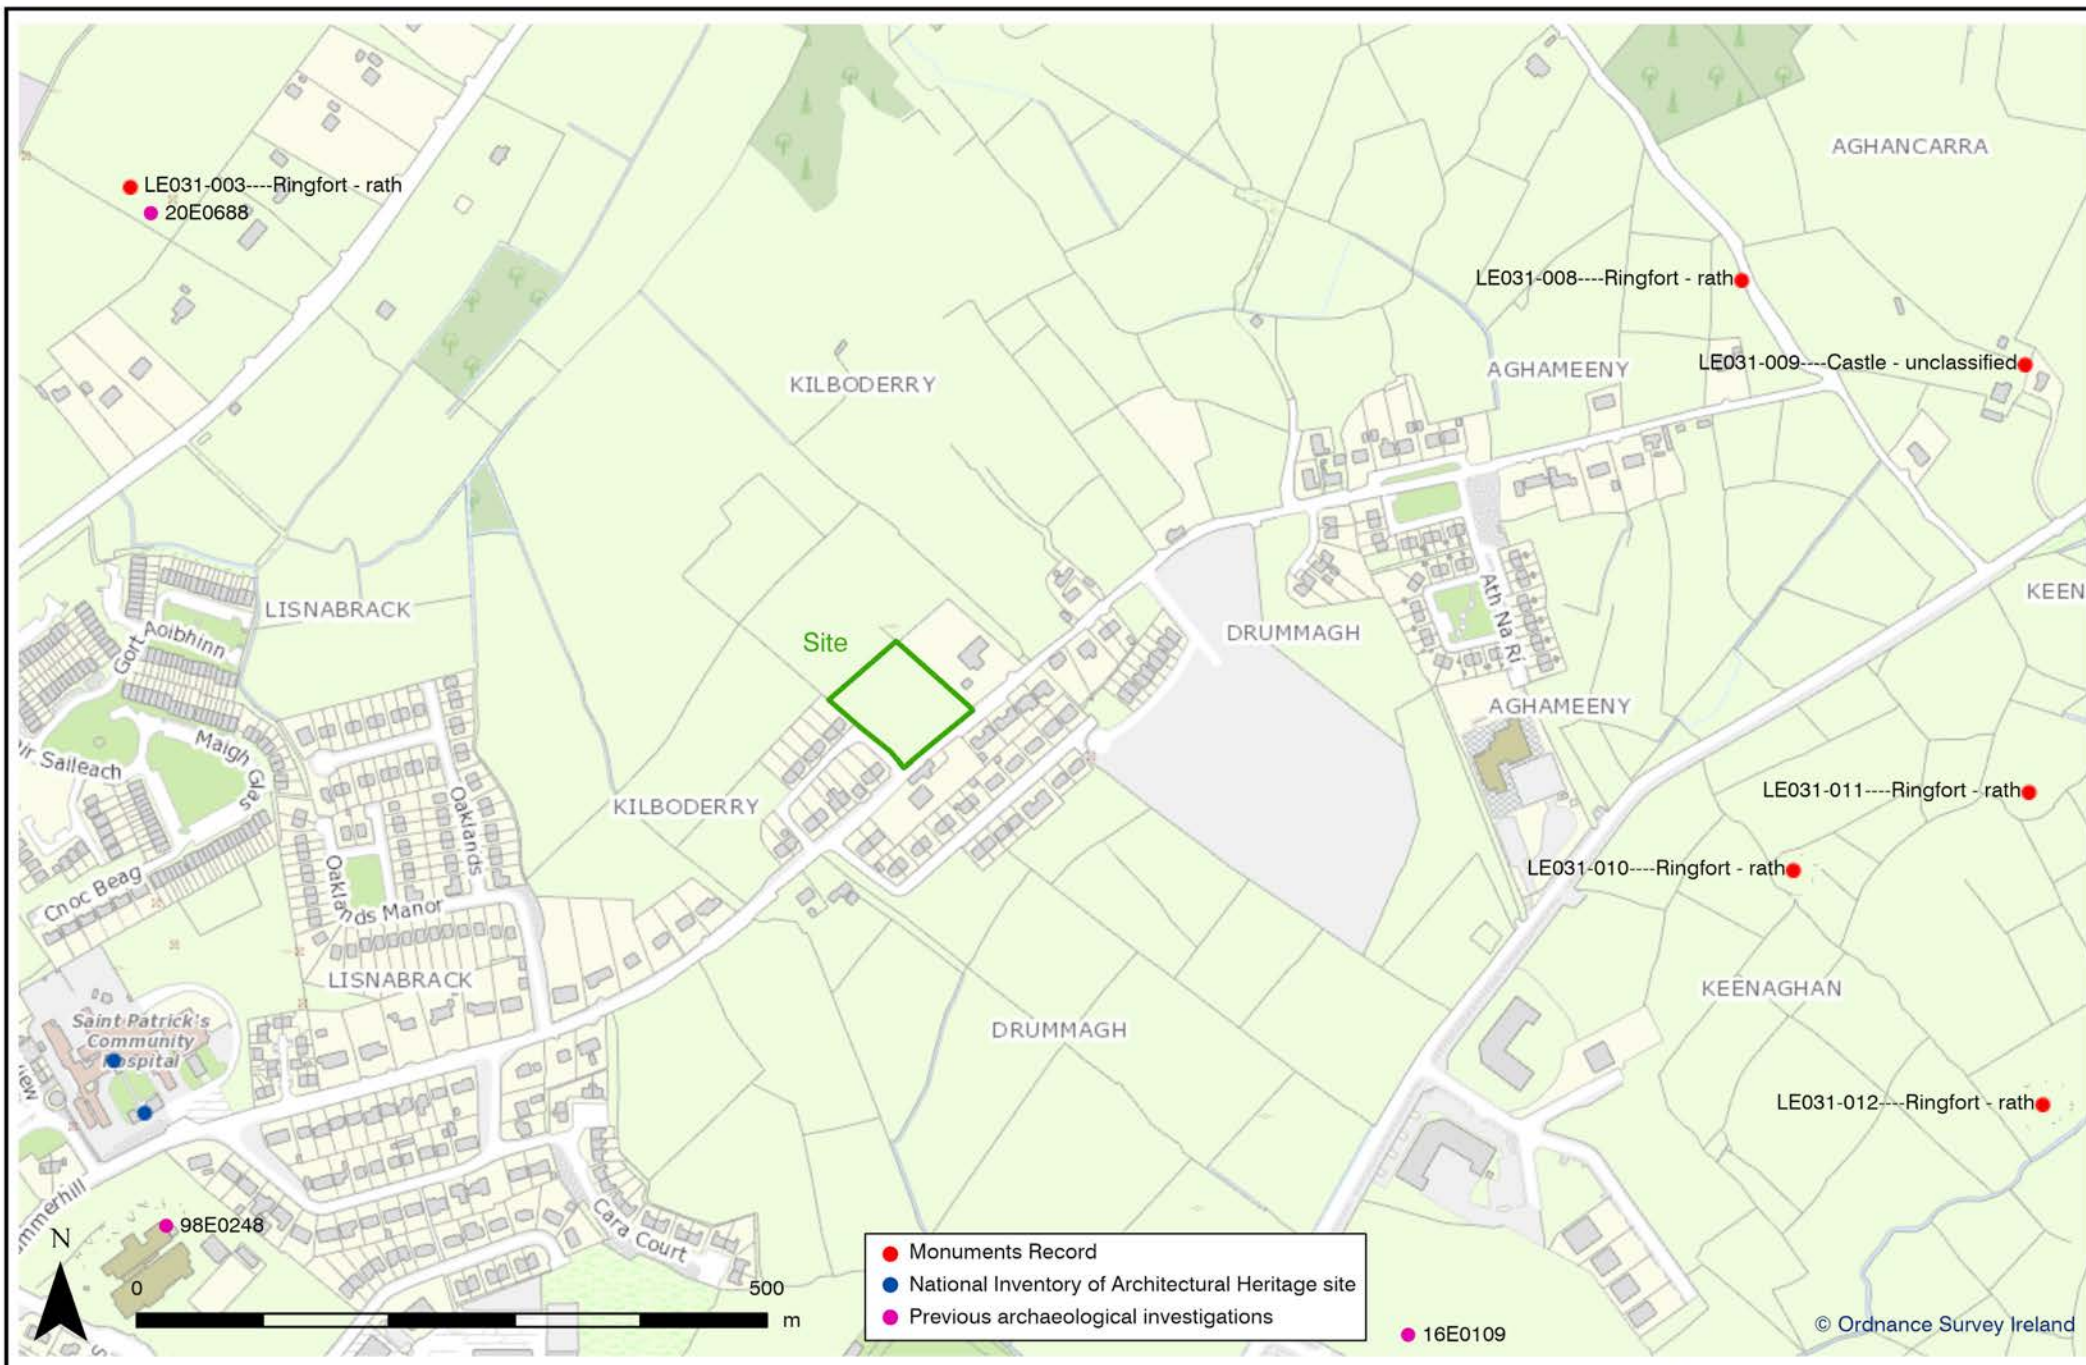 AGHANCARRA
LE031-003----Ringfort - rath
20E0688
LE031-008----Ringfort - rath
LE031-009----Castle - unclassified
AGHAMEENY
KILBODERRY
KEEN
LISNABRACK
Gort Aoibhinn
Ath Na Rí
DRUMMAGH
Site
AGHAMEENY
Maigh Glas
Saileach
LE031-011----Ringfort - rath
KILBODERRY
Oaklands
LE031-010----Ringfort - rath
Cnoc Beag
Oaklands Manor
LISNABRACK
KEENAGHAN
Saint Patrick's
Community
Hospital
DRUMMAGH
LE031-012----Ringfort - rath
98E0248
Cara Court
N
0 500
m
Monuments Record
National Inventory of Architectural Heritage site
Previous archaeological investigations
16E0109
© Ordnance Survey Ireland